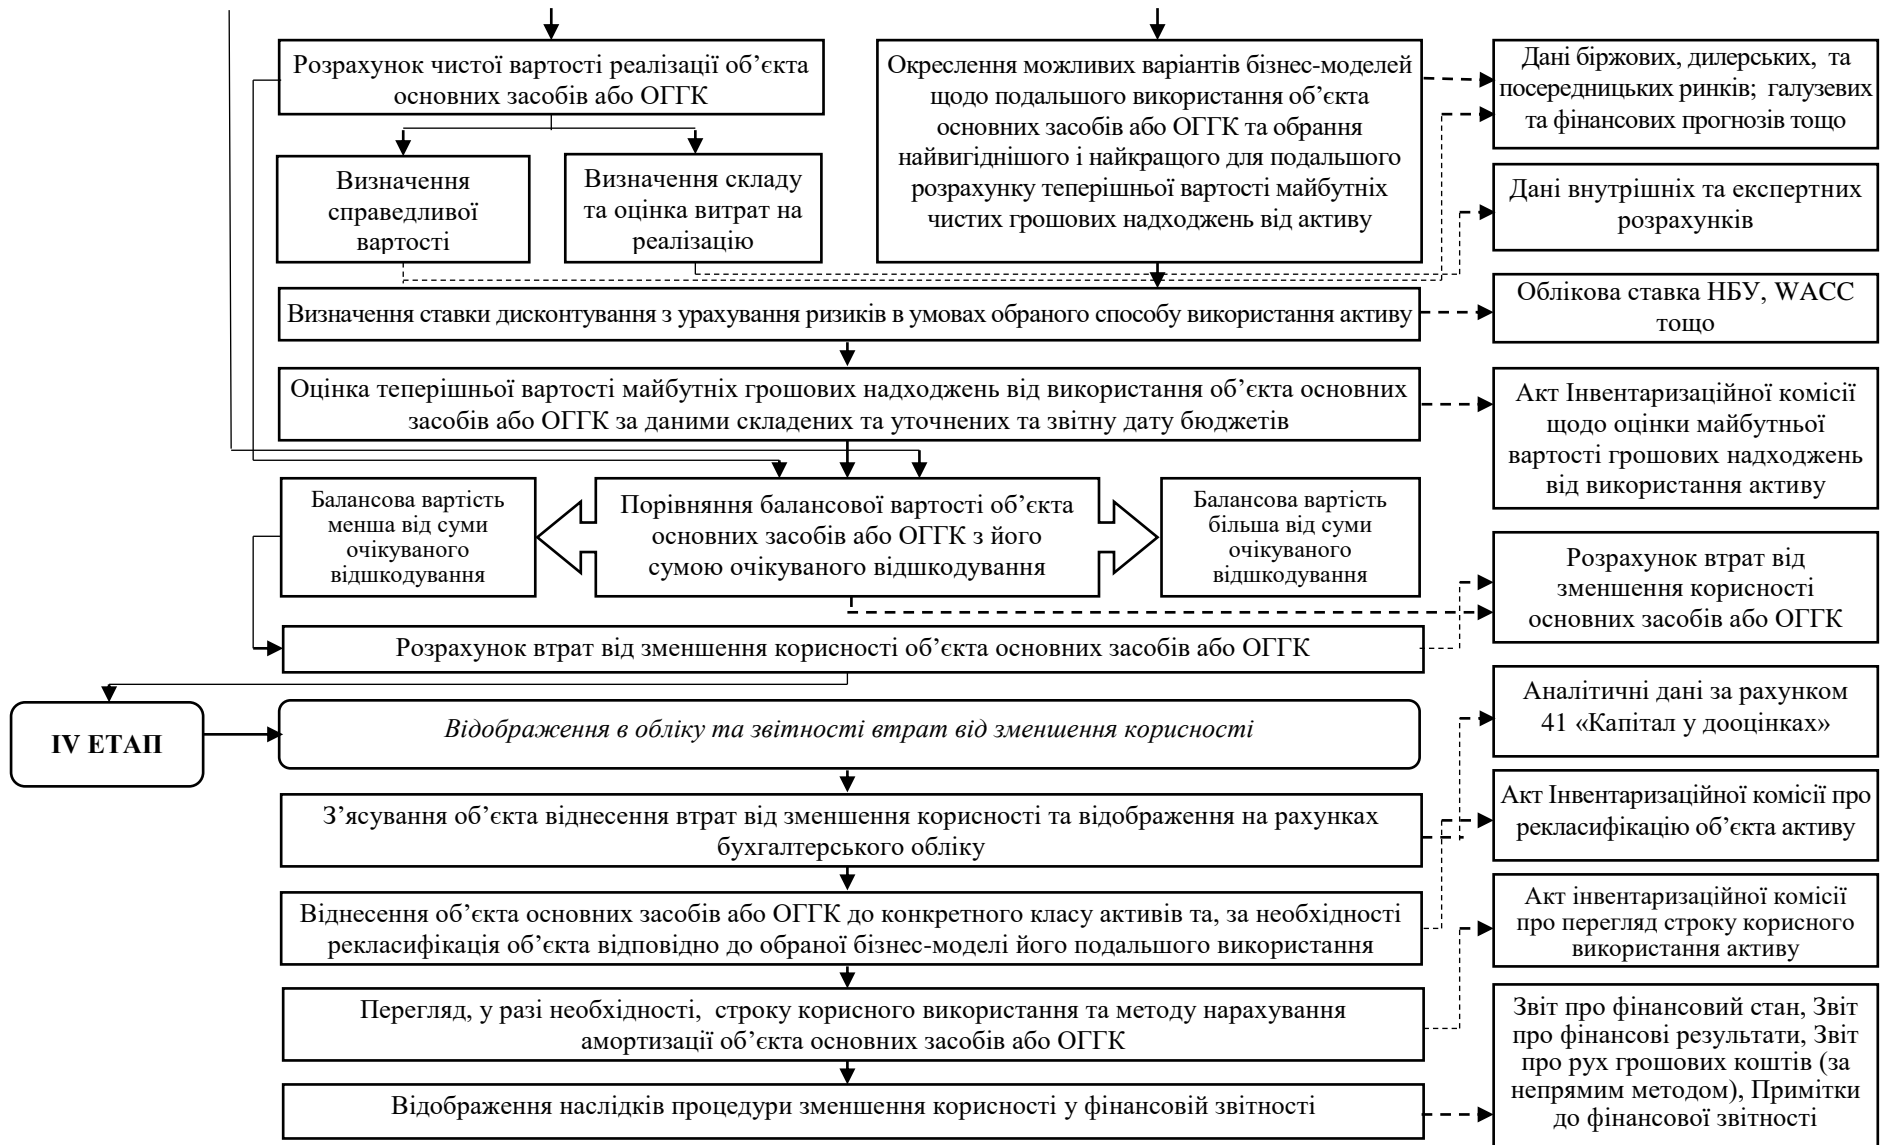 Розрахунок чистої вартості реалізації об’єкта
основних засобів або ОГГК
Окреслення можливих варіантів бізнес-моделей
щодо подальшого використання об’єкта
основних засобів або ОГГК та обрання
найвигіднішого і найкращого для подальшого
розрахунку теперішньої вартості майбутніх
чистих грошових надходжень від активу
Дані біржових, дилерських, та
посередницьких ринків; галузевих
та фінансових прогнозів тощо
Визначення
справедливої
вартості
Визначення складу
та оцінка витрат на
реалізацію
Дані внутрішніх та експертних
розрахунків
Визначення ставки дисконтування з урахування ризиків в умовах обраного способу використання активу
Облікова ставка НБУ, WACC
тощо
Оцінка теперішньої вартості майбутніх грошових надходжень від використання об’єкта основних
засобів або ОГГК за даними складених та уточнених та звітну дату бюджетів
Акт Інвентаризаційної комісії
щодо оцінки майбутньої
вартості грошових надходжень
від використання активу
Балансова вартість
менша від суми
очікуваного
відшкодування
Порівняння балансової вартості об’єкта
основних засобів або ОГГК з його
сумою очікуваного відшкодування
Балансова вартість
більша від суми
очікуваного
відшкодування
Розрахунок втрат від
зменшення корисності
основних засобів або ОГГК
Розрахунок втрат від зменшення корисності об’єкта основних засобів або ОГГК
IV ЕТАП
Відображення в обліку та звітності втрат від зменшення корисності
Аналітичні дані за рахунком
41 «Капітал у дооцінках»
З’ясування об’єкта віднесення втрат від зменшення корисності та відображення на рахунках
бухгалтерського обліку
Акт Інвентаризаційної комісії про
рекласифікацію об’єкта активу
Віднесення об’єкта основних засобів або ОГГК до конкретного класу активів та, за необхідності
рекласифікація об’єкта відповідно до обраної бізнес-моделі його подальшого використання
Акт інвентаризаційної комісії
про перегляд строку корисного
використання активу
Перегляд, у разі необхідності, строку корисного використання та методу нарахування
амортизації об’єкта основних засобів або ОГГК
Відображення наслідків процедури зменшення корисності у фінансовій звітності
Звіт про фінансовий стан, Звіт
про фінансові результати, Звіт
про рух грошових коштів (за
непрямим методом), Примітки
до фінансової звітності